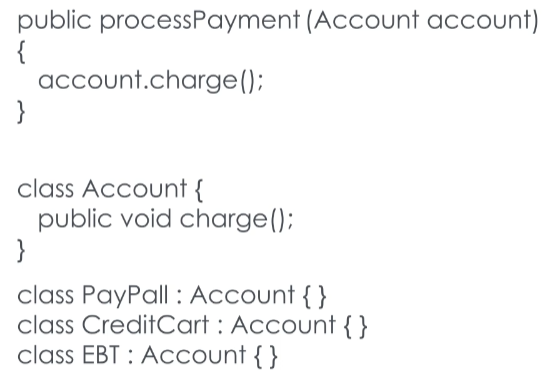 public processPayment (Account account)
{
account.charge();
}
class Account {
public void charge();
}
class PayPall : Account { }
class CreditCart : Account { }
class EBT : Account { }